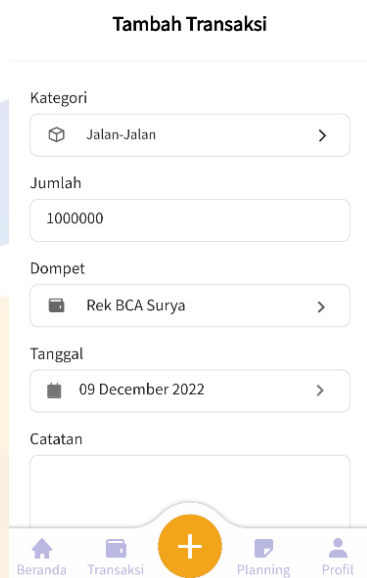 Tambah Transaksi
Kategori
Jalan-Jalan
Jumlah
1000000
Dompet
Rek BCA Surya
Tanggal
09 December 2022
Catatan
Beranda
Transaksi
Planning
Profil